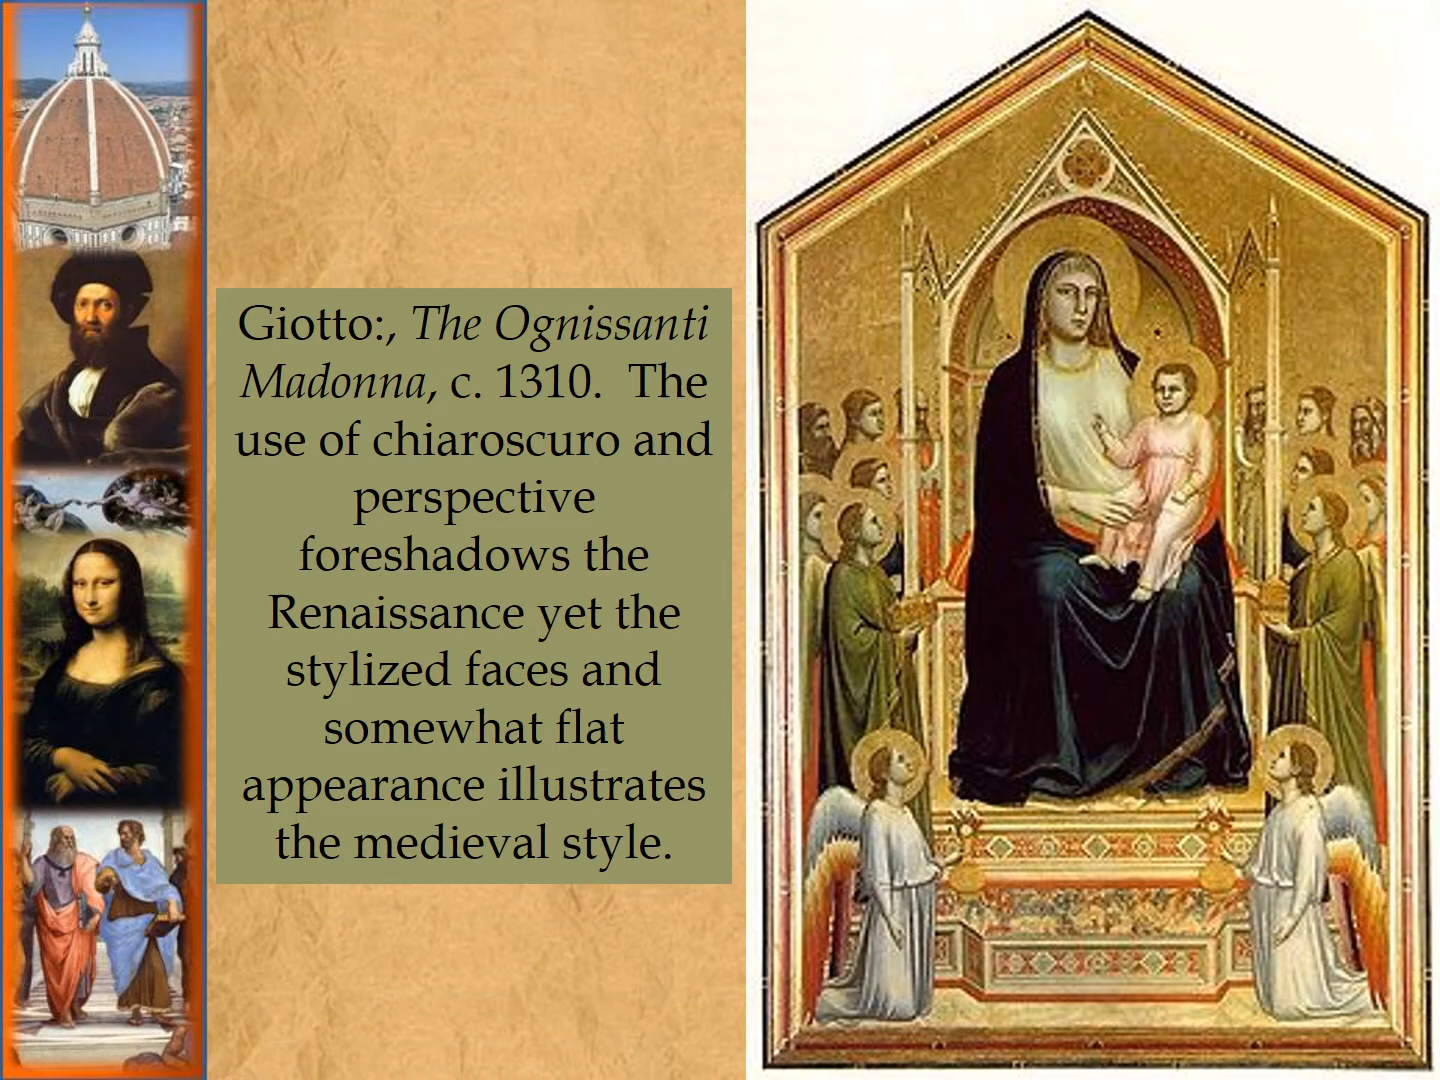 Giotto:, The Ognissanti
Madonna, c. 1310.  The
use of chiaroscuro and
perspective
foreshadows the
Renaissance yet the
stylized faces and
somewhat flat
appearance illustrates
the medieval style.